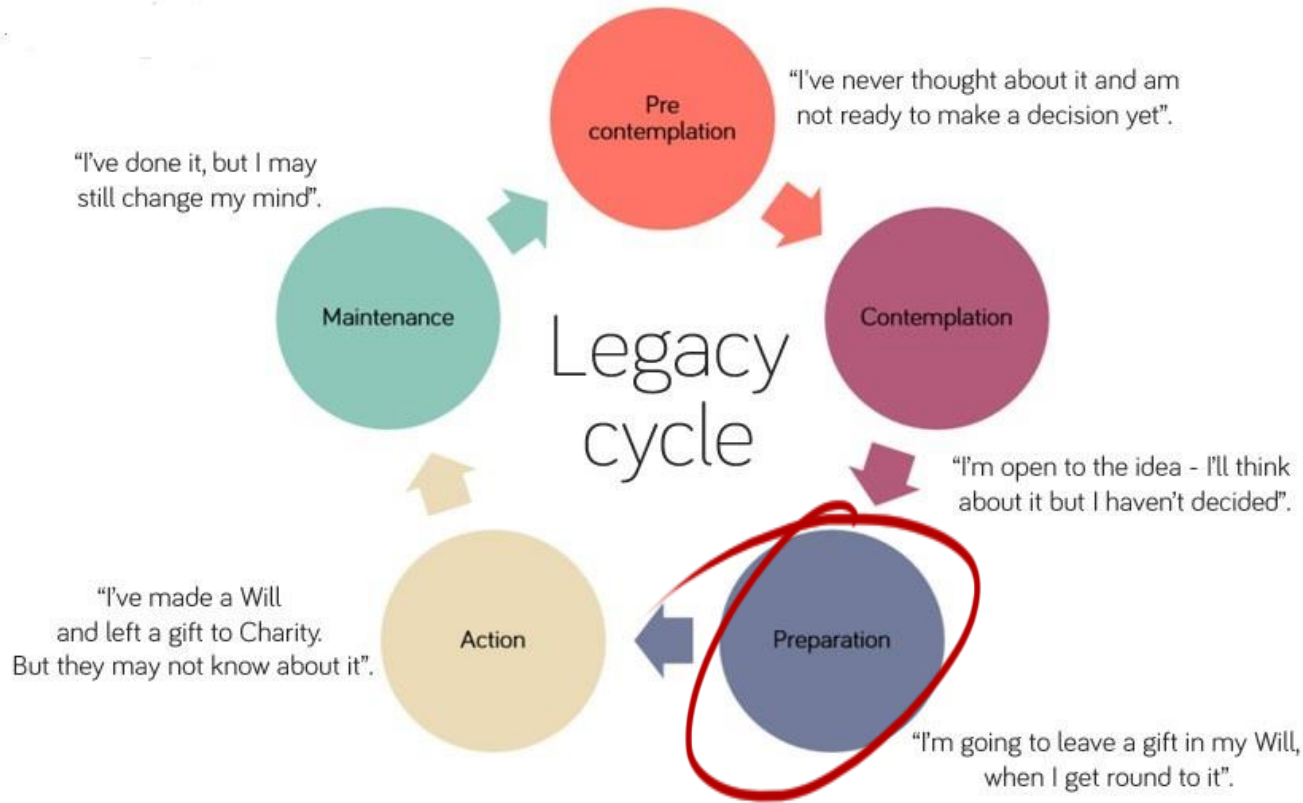 Pre
contemplation
“I've never thought about it and am
not ready to make a decision yet”.
Contemplation
“I’m open to the idea - I’ll think
about it but I haven’t decided”.
Preparation
“I’m going to leave a gift in my Will,
when I get round to it”.
Action
“I’ve made a Will
and left a gift to Charity.
But they may not know about it”.
Maintenance
“I’ve done it, but I may
still change my mind”.
Legacy
cycle